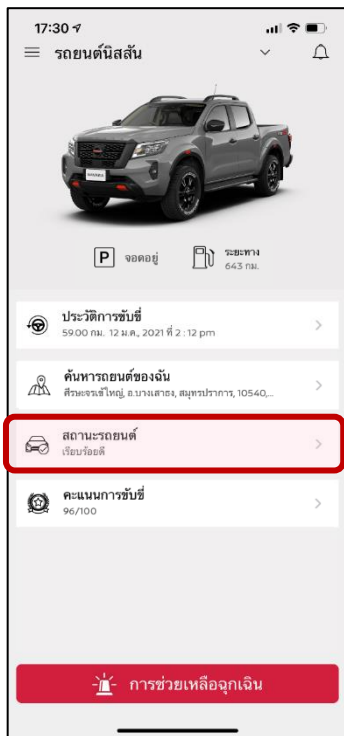 17:30
รถยนต์นิสสัน
NAVARA
P จอดอยู่
ระยะทาง
643 กม.
ประวัติการขับขี่
59.00 กม. 12 ม.ค., 2021 ที่ 2 : 12 pm
ค้นหารถยนต์ของฉัน
ศีรษะจรเข้ใหญ่, อ.บางเสาธง, สมุทรปราการ, 10540,...
สถานะรถยนต์
เรียบร้อยดี
คะแนนการขับขี่
96/100
การช่วยเหลือฉุกเฉิน